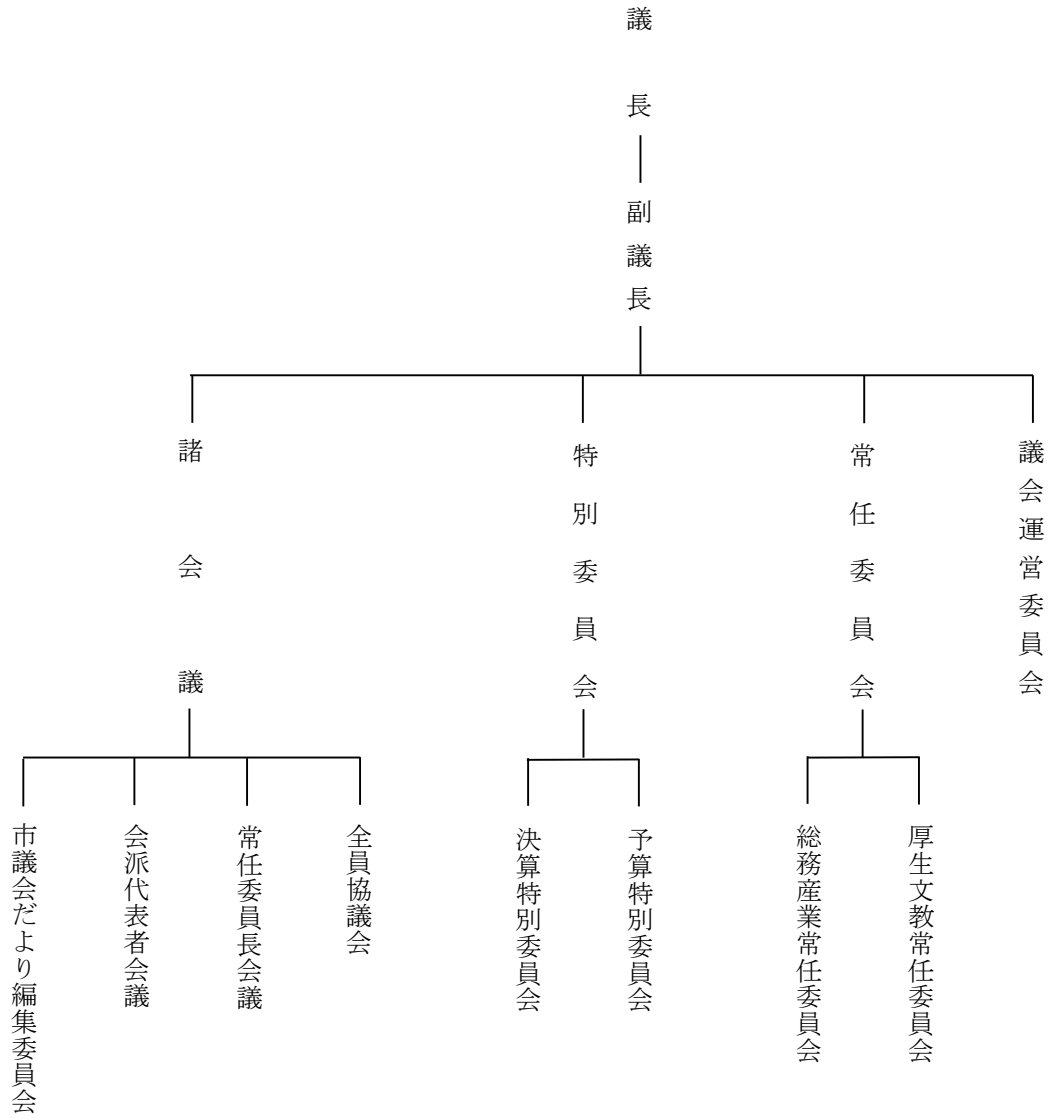 議長
副議長
議会運営委員会
常任委員会
特別委員会
諸会議
厚生文教常任委員会
総務産業常任委員会
予算特別委員会
決算特別委員会
全員協議会
常任委員長会議
会派代表者会議
市議会だより編集委員会